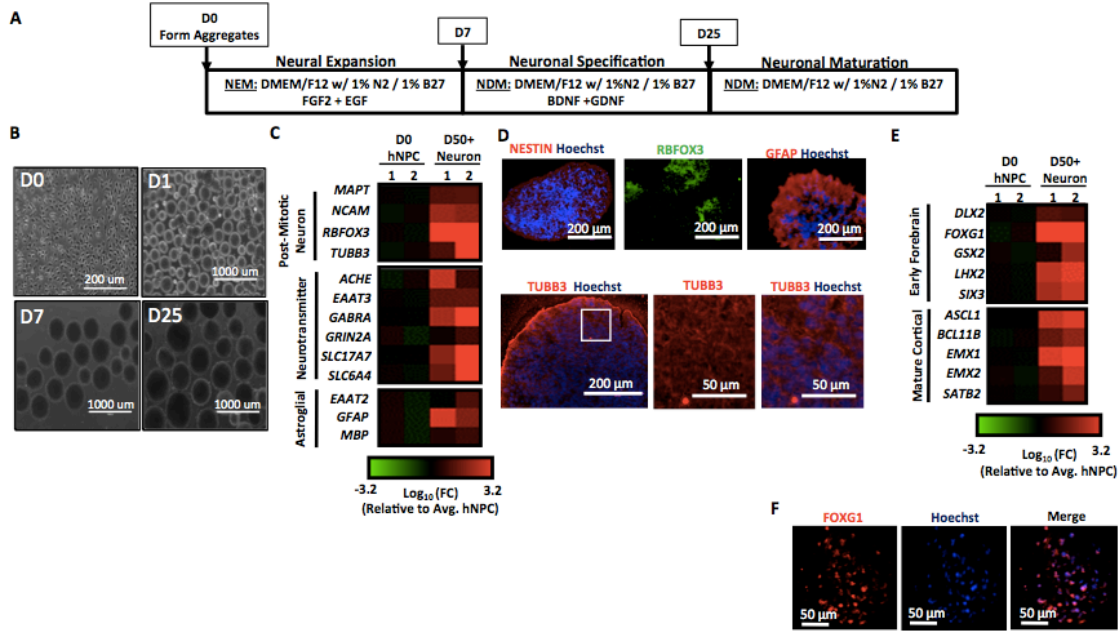 A
D0
Form Aggregates
D7
D25
Neural Expansion
Neuronal Specification
Neuronal Maturation
NEM: DMEM/F12 w/ 1% N2 / 1% B27
FGF2 + EGF
NDM: DMEM/F12 w/ 1%N2 / 1% B27
BDNF +GDNF
NDM: DMEM/F12 w/ 1%N2 / 1% B27
B
D0
200 um
D1
1000 um
D7
1000 um
D25
1000 um
C
D0
hNPC
D50+
Neuron
1 2 1 2
Post-Mitotic
Neuron
MAPT
NCAM
RBFOX3
TUBB3
Neurotransmitter
ACHE
EAAT3
GABRA
GRIN2A
SLC17A7
SLC6A4
Astroglial
EAAT2
GFAP
MBP
-3.2 3.2
Log10 (FC)
(Relative to Avg. hNPC)
D
NESTIN Hoechst
200 μm
RBFOX3
200 μm
GFAP Hoechst
200 μm
TUBB3 Hoechst
200 μm
TUBB3
50 μm
TUBB3 Hoechst
50 μm
E
D0
hNPC
D50+
Neuron
1 2 1 2
Early Forebrain
DLX2
FOXG1
GSX2
LHX2
SIX3
Mature Cortical
ASCL1
BCL11B
EMX1
EMX2
SATB2
-3.2 3.2
Log10 (FC)
(Relative to Avg. hNPC)
F
FOXG1
50 μm
Hoechst
50 μm
Merge
50 μm